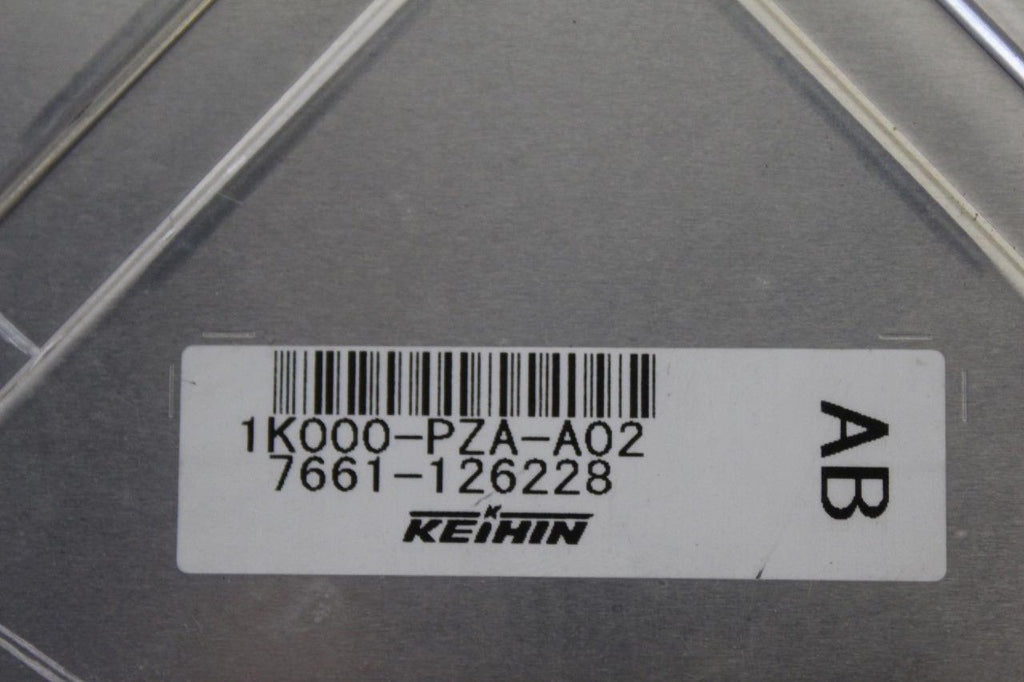 1K000-PZA-A02
7661-126228
KEIHIN
AB